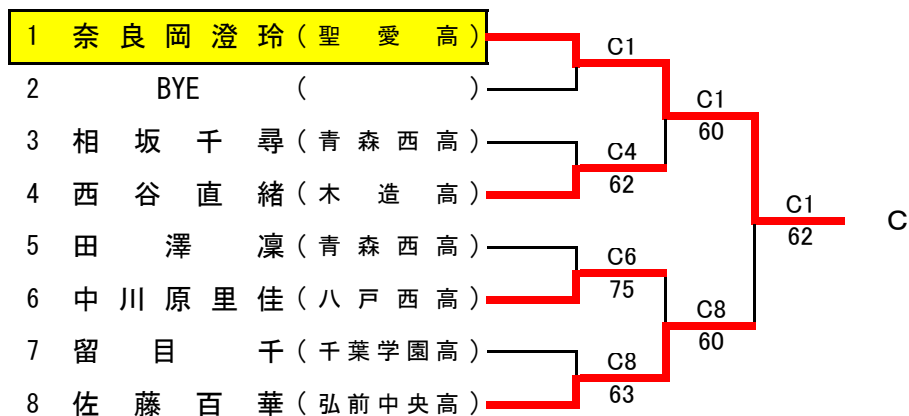 1 奈良岡澄玲(聖愛高)
C1
2 BYE ( )
C1
60
3 相坂千尋(青森西高)
C4
62
4 西谷直緒(木造高)
C1
62
C
5 田澤凜(青森西高)
C6
75
6 中川原里佳(八戸西高)
C8
60
7 留目千(千葉学園高)
C8
63
8 佐藤百華(弘前中央高)